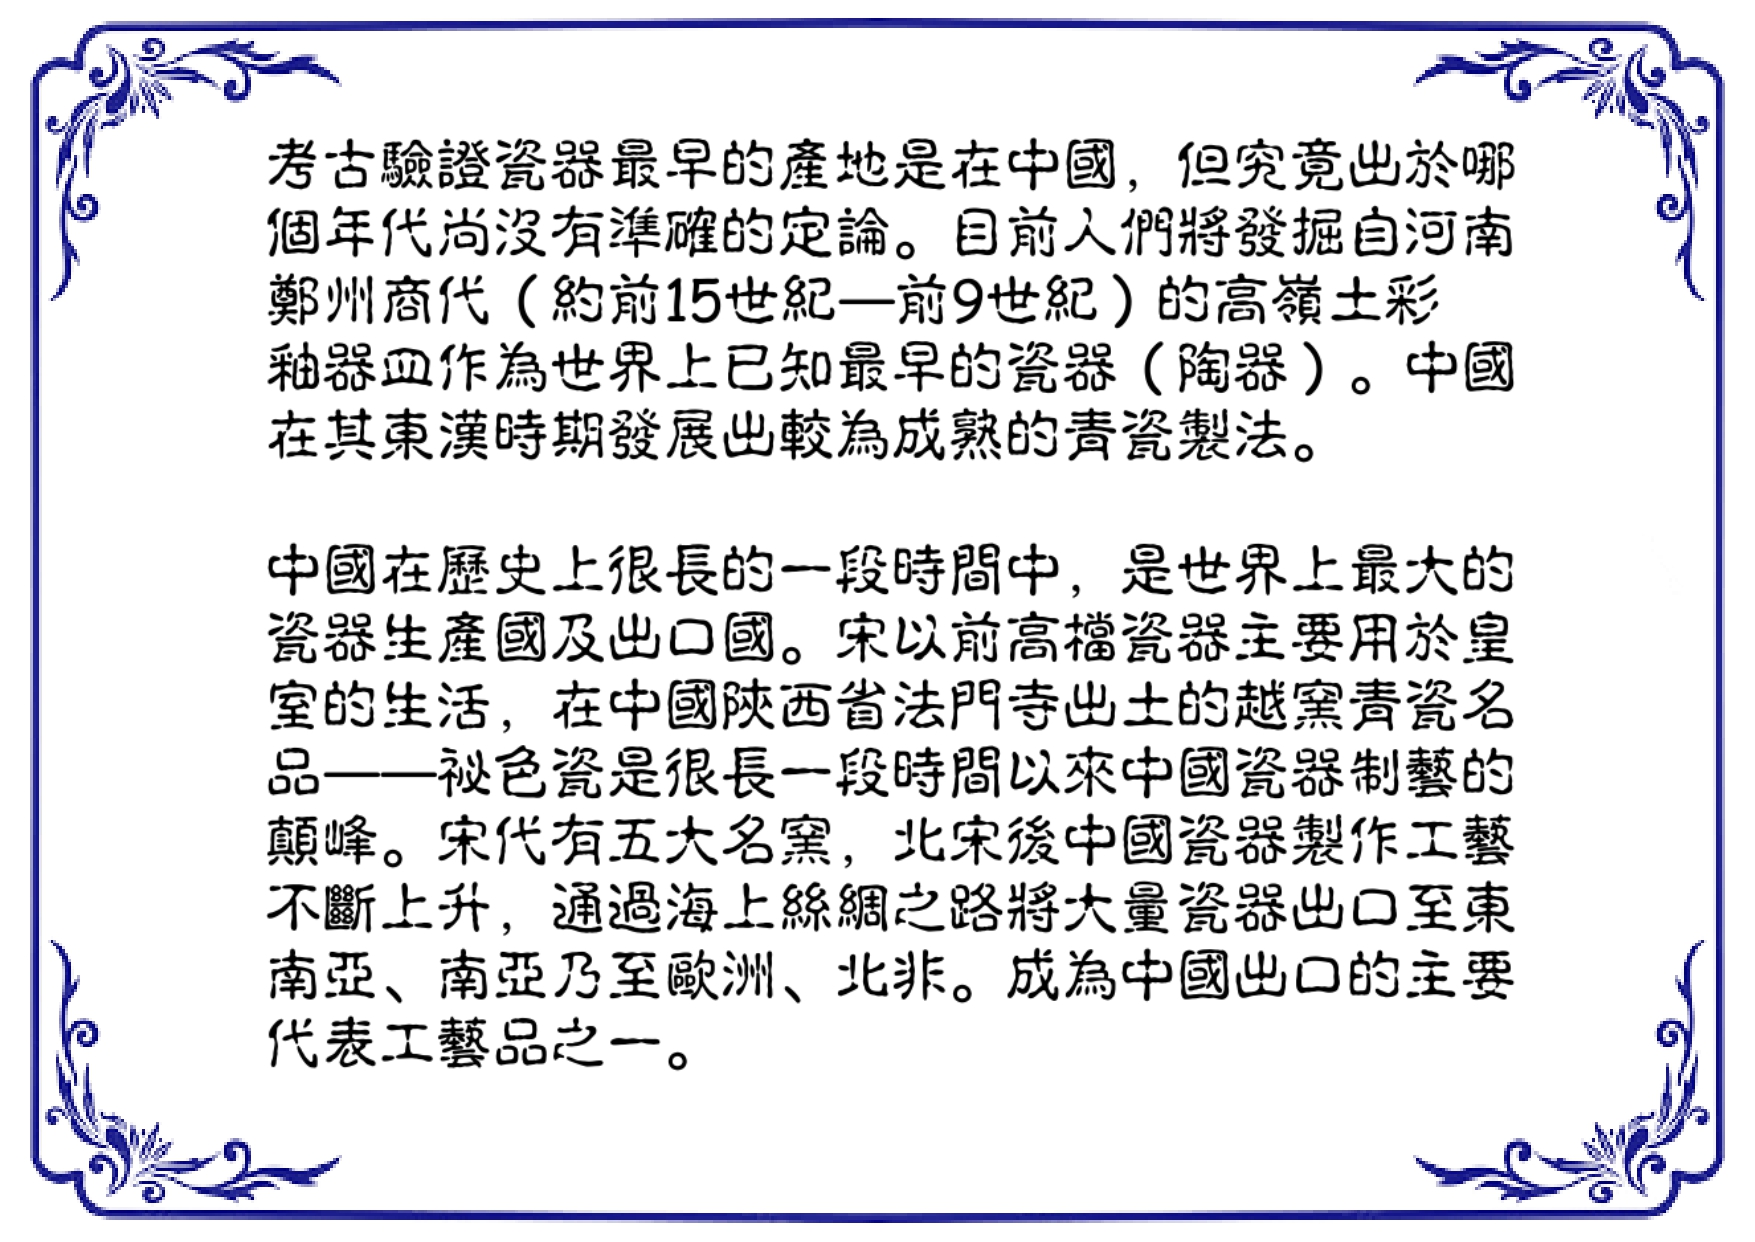 考古驗證瓷器最早的產地是在中國，但究竟出於哪
個年代尚沒有準確的定論。目前人們將發掘自河南
鄭州商代（約前15世紀—前9世紀）的高嶺土彩
釉器皿作為世界上已知最早的瓷器（陶器）。中國
在其東漢時期發展出較為成熟的青瓷製法。
中國在歷史上很長的一段時間中，是世界上最大的
瓷器生產國及出口國。宋以前高檔瓷器主要用於皇
室的生活，在中國陝西省法門寺出土的越窯青瓷名
品——祕色瓷是很長一段時間以來中國瓷器制藝的
顛峰。宋代有五大名窯，北宋後中國瓷器製作工藝
不斷上升，通過海上絲綢之路將大量瓷器出口至東
南亞、南亞乃至歐洲、北非。成為中國出口的主要
代表工藝品之一。